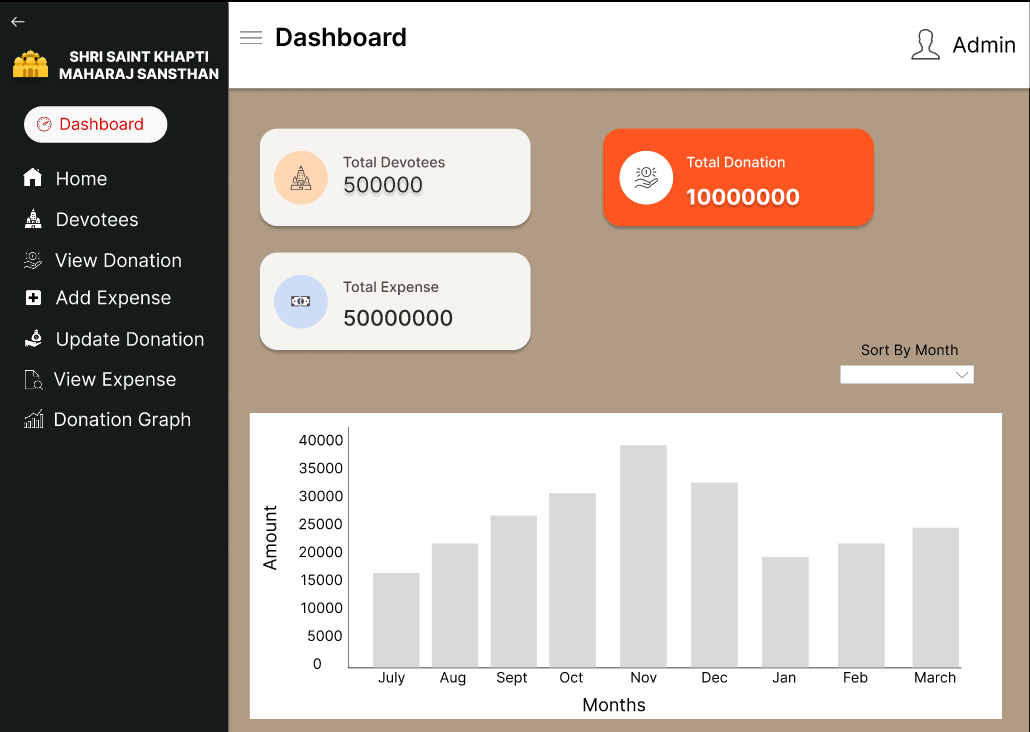 SHRI SAINT KHAPTI
MAHARAJ SANSTHAN
Dashboard
Home
Devotees
View Donation
Add Expense
Update Donation
View Expense
Donation Graph
Dashboard
Admin
Total Devotees
500000
Total Donation
10000000
Total Expense
50000000
Sort By Month
Amount
40000
35000
30000
25000
20000
15000
10000
5000
0
July Aug Sept Oct Nov Dec Jan Feb March
Months